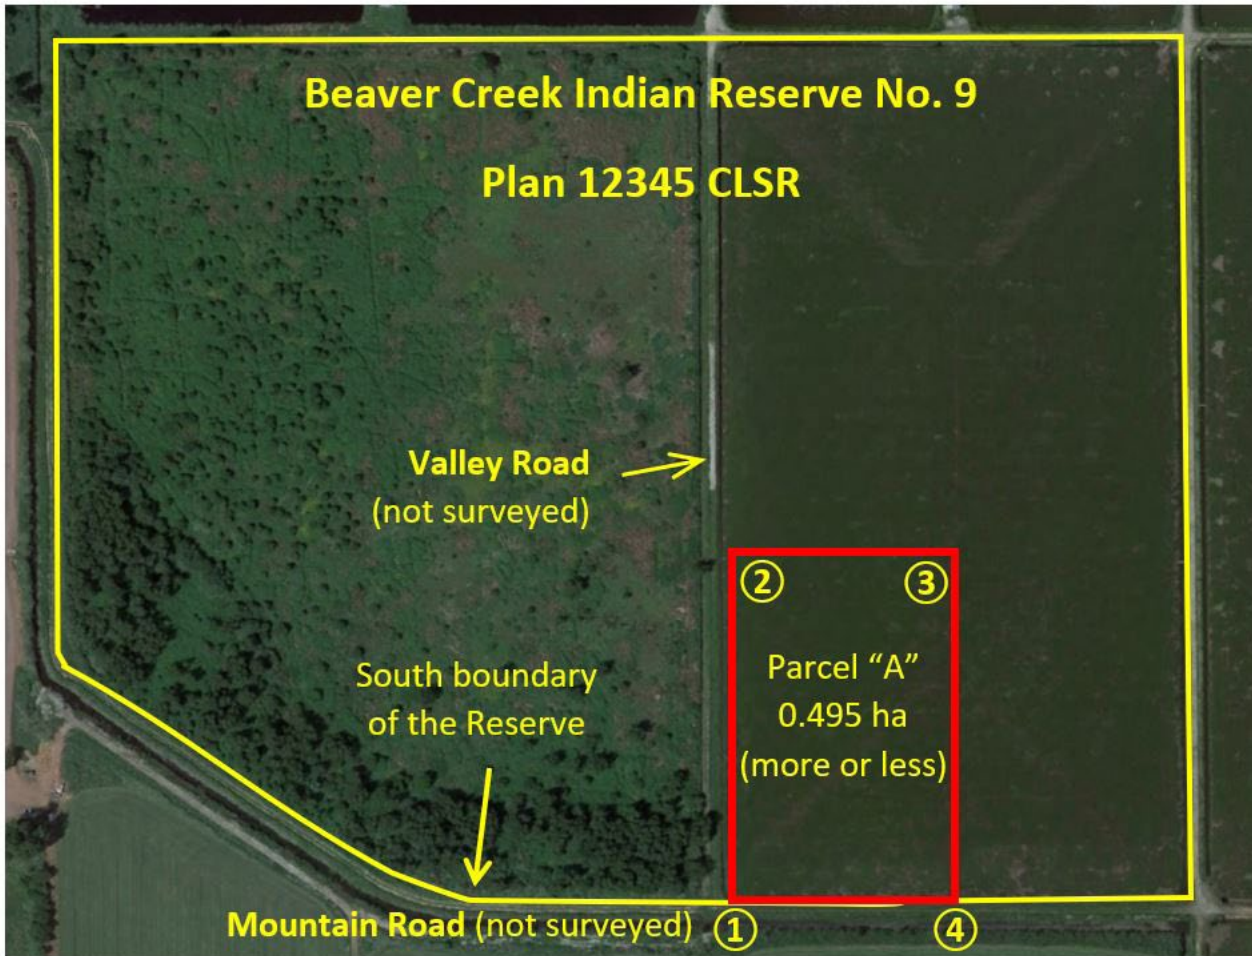 Beaver Creek Indian Reserve No. 9
Plan 12345 CLSR
Valley Road
(not surveyed)
② ③
Parcel “A”
0.495 ha
(more or less)
South boundary
of the Reserve
Mountain Road (not surveyed) ① ④